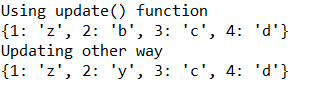 Using update() function
{1: 'z', 2: 'b', 3: 'c', 4: 'd'}
Updating other way
{1: 'z', 2: 'y', 3: 'c', 4: 'd'}